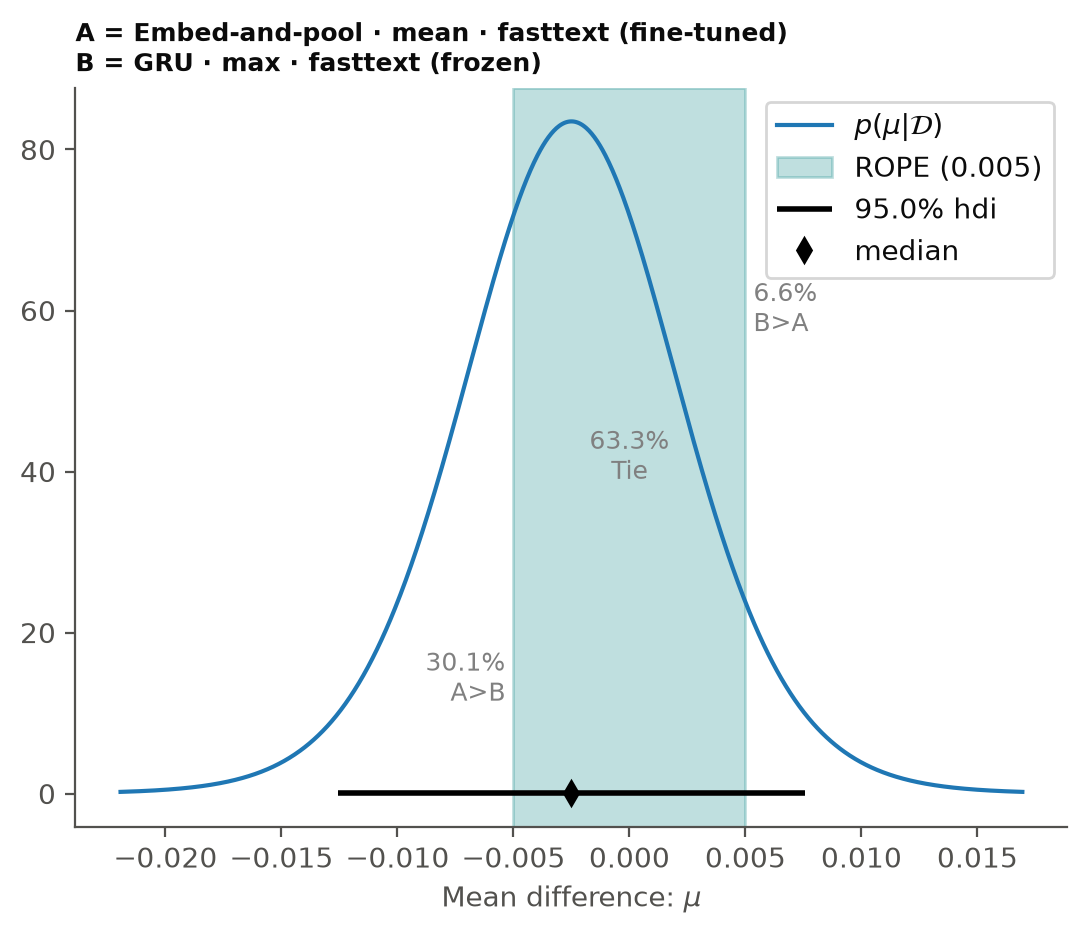 A = Embed-and-pool · mean · fasttext (fine-tuned)
B = GRU · max · fasttext (frozen)
p(μ|𝒟)
ROPE (0.005)
95.0% hdi
median
6.6%
B>A
63.3%
Tie
30.1%
A>B
80
60
40
20
0
−0.020 −0.015 −0.010 −0.005 0.000 0.005 0.010 0.015
Mean difference: μ